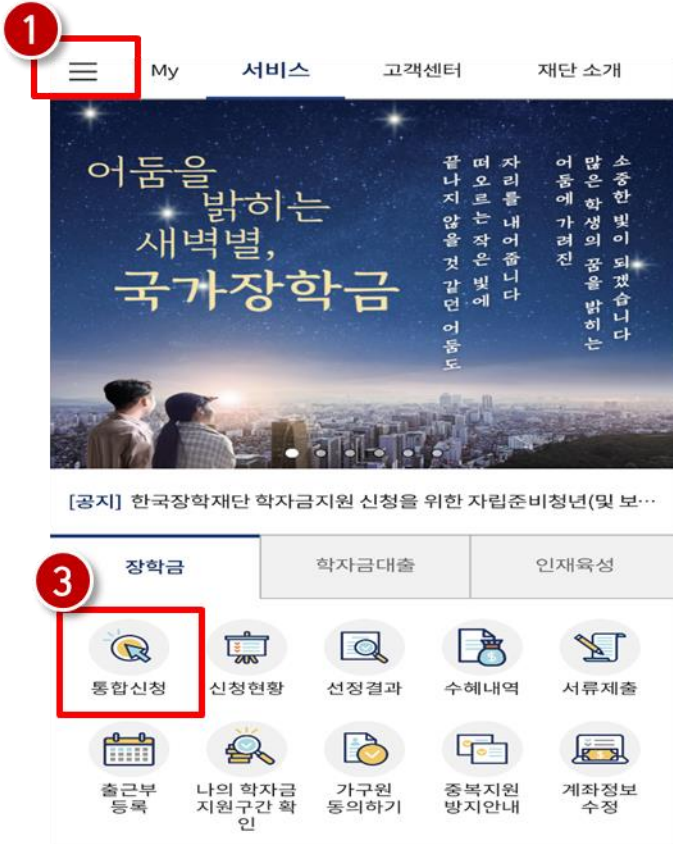 1
My 서비스 고객센터 재단 소개
어둠을
밝히는
새벽별,
국가장학금
소중한 빛이 되겠습니다
많은 학생의 꿈을 밝히는
어둠에 가려진
자리를 내어줍니다
떠오르는 작은 빛에
끝나지 않을 것 같던 어둠도
[공지] 한국장학재단 학자금지원 신청을 위한 자립준비청년(및 보…
장학금 학자금대출 인재육성
3
통합신청 신청현황 선정결과 수혜내역 서류제출
출근부 나의 학자금 가구원 중복지원 계좌정보
등록 지원구간 확 동의하기 방지안내 수정
인